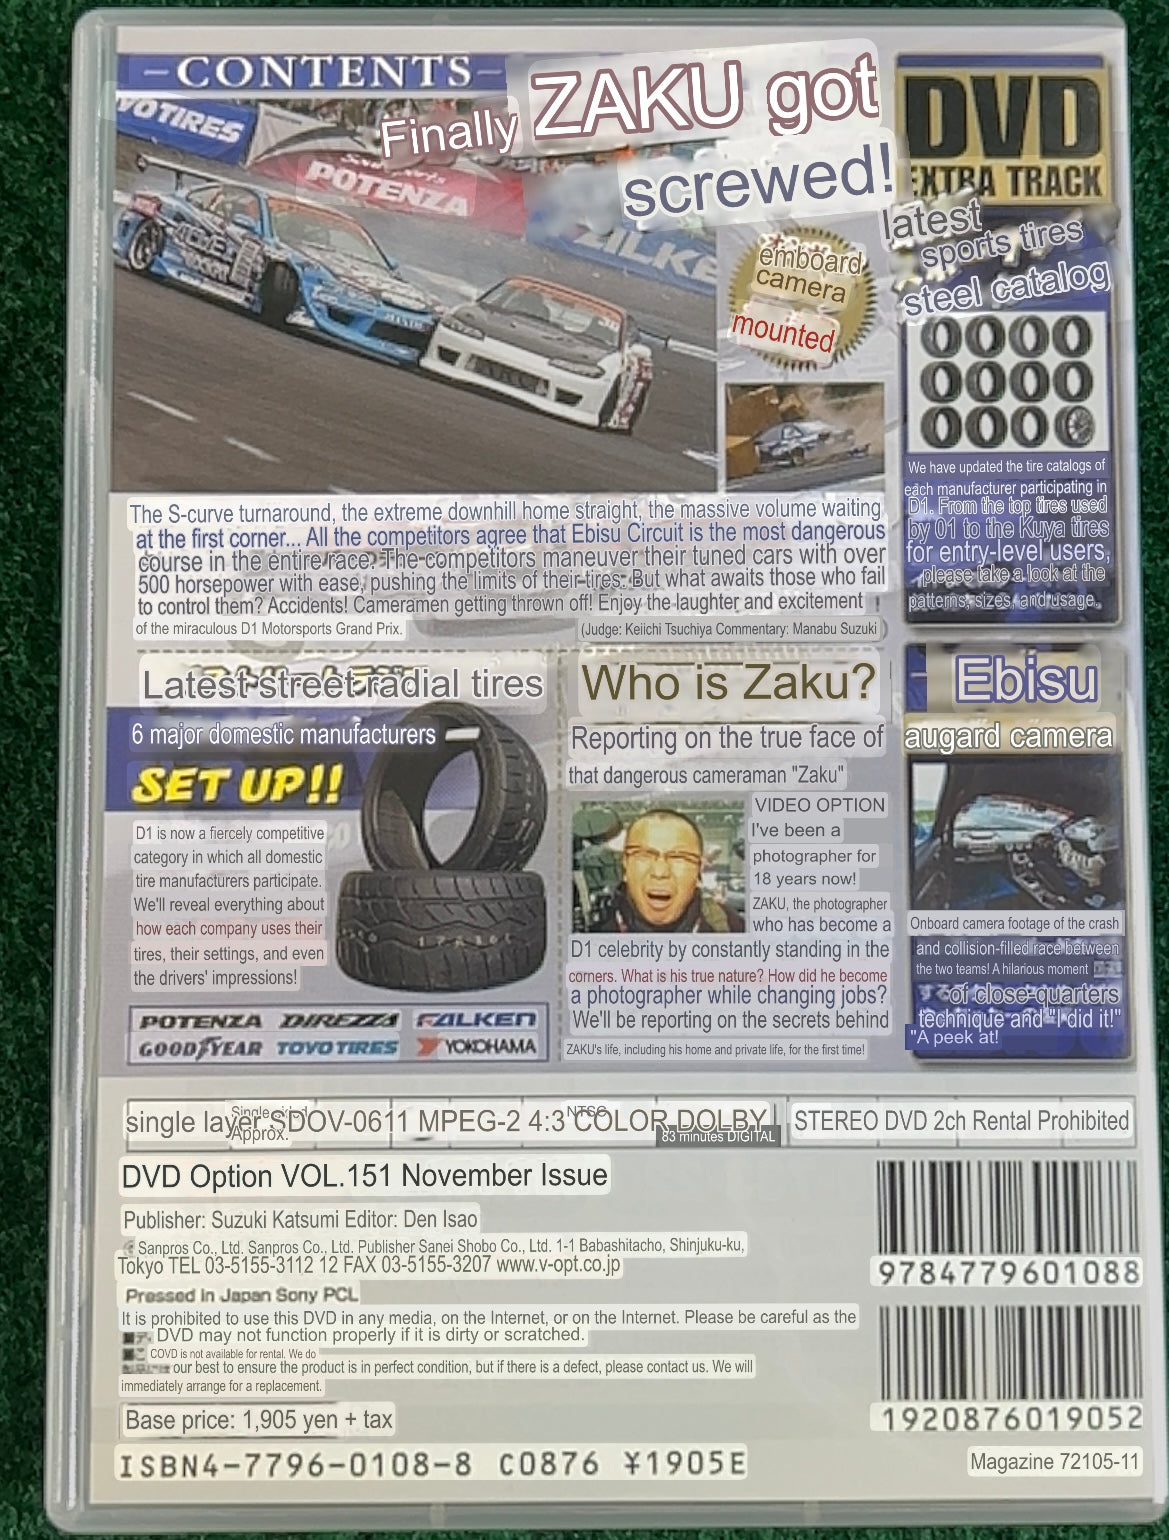 CONTENTS
YOTIRES
POTENZA
Finally ZAKU got
screwed!
DVD
EXTRA TRACK
latest
sports tires
steel catalog
emboard
camera
mounted
We have updated the tire catalogs of
each manufacturer participating in
D1. From the top tires used
by 01 to the Kuya tires
for entry-level users,
please take a look at the
patterns, sizes, and usage.
The S-curve turnaround, the extreme downhill home straight, the massive volume waiting
at the first corner... All the competitors agree that Ebisu Circuit is the most dangerous
course in the entire race. The competitors maneuver their tuned cars with over
500 horsepower with ease, pushing the limits of their tires. But what awaits those who fail
to control them? Accidents! Cameramen getting thrown off! Enjoy the laughter and excitement
of the miraculous D1 Motorsports Grand Prix.
(Judge: Keiichi Tsuchiya Commentary: Manabu Suzuki
Latest street radial tires
6 major domestic manufacturers
SET UP!!
D1 is now a fiercely competitive
category in which all domestic
tire manufacturers participate.
We'll reveal everything about
how each company uses their
tires, their settings, and even
the drivers' impressions!
POTENZA DIREZZA FALKEN
GOODYEAR TOYO TIRES YOKOHAMA
Who is Zaku?
Reporting on the true face of
that dangerous cameraman "Zaku"
VIDEO OPTION
I've been a
photographer for
18 years now!
ZAKU, the photographer
who has become a
D1 celebrity by constantly standing in the
corners. What is his true nature? How did he become
a photographer while changing jobs?
We'll be reporting on the secrets behind
ZAKU's life, including his home and private life, for the first time!
Ebisu
augard camera
Onboard camera footage of the crash
and collision-filled race between
the two teams! A hilarious moment
of close-quarters
technique and "I did it!"
"A peek at!
single layer SDOV-0611 MPEG-2 4:3 NTSC COLOR DOLBY STEREO DVD 2ch Rental Prohibited
Approx. 83 minutes DIGITAL
DVD Option VOL.151 November Issue
Publisher: Suzuki Katsumi Editor: Den Isao
Sanpros Co., Ltd. Sanpros Co., Ltd. Publisher Sanei Shobo Co., Ltd. 1-1 Babashitacho, Shinjuku-ku,
Tokyo TEL 03-5155-3112 12 FAX 03-5155-3207 www.v-opt.co.jp
Pressed in Japan Sony PCL
It is prohibited to use this DVD in any media, on the Internet, or on the Internet. Please be careful as the
DVD may not function properly if it is dirty or scratched.
COVD is not available for rental. We do
our best to ensure the product is in perfect condition, but if there is a defect, please contact us. We will
immediately arrange for a replacement.
Base price: 1,905 yen + tax
ISBN4-7796-0108-8 C0876 ¥1905E
9784779601088
1920876019052
Magazine 72105-11